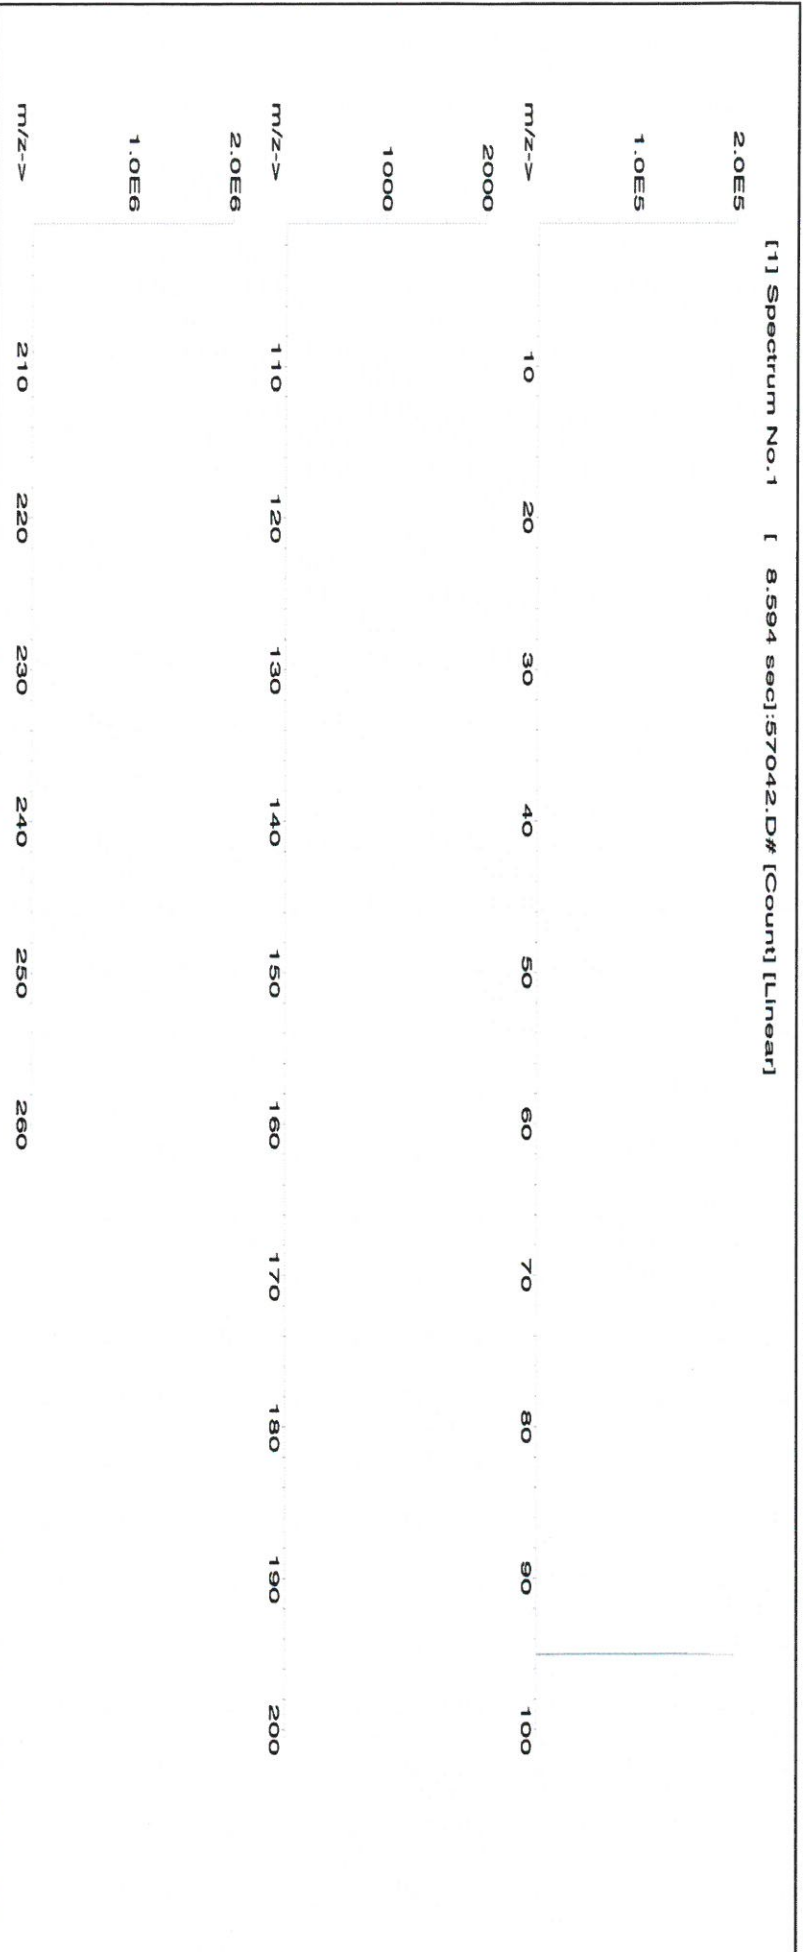 [1] Spectrum No.1 [ 8.594 sec]:57042.D# [Count] [Linear]
2.0E5
1.0E5
m/z-> 10 20 30 40 50 60 70 80 90 100
2000
1000
m/z-> 110 120 130 140 150 160 170 180 190 200
2.0E6
1.0E6
m/z-> 210 220 230 240 250 260